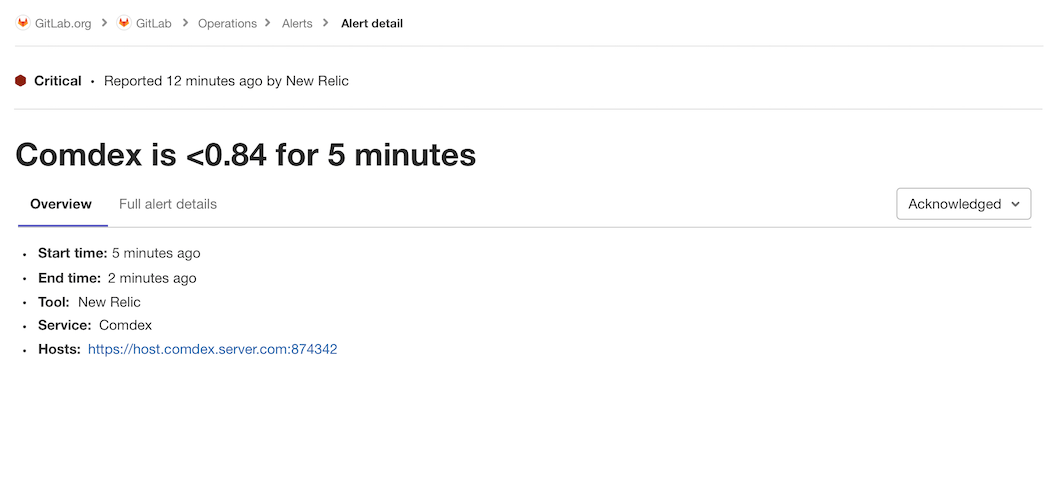 GitLab.org > GitLab > Operations > Alerts > Alert detail
Critical • Reported 12 minutes ago by New Relic
Comdex is <0.84 for 5 minutes
Overview Full alert details Acknowledged
• Start time: 5 minutes ago
• End time: 2 minutes ago
• Tool: New Relic
• Service: Comdex
• Hosts: https://host.comdex.server.com:874342